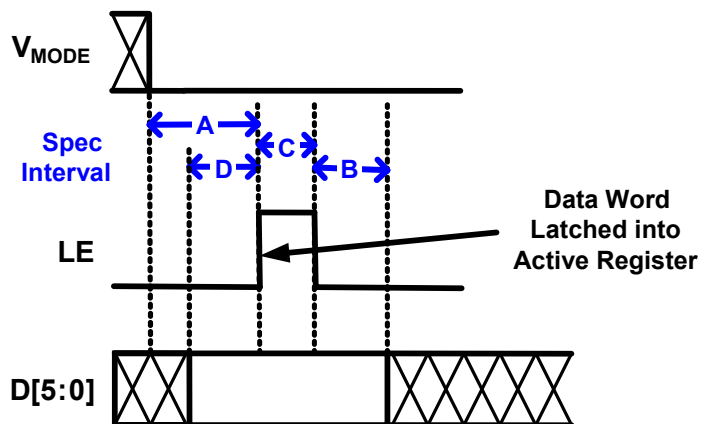 VMODE
A
Spec
Interval
C
D
B
Data Word
Latched into
Active Register
LE
D[5:0]